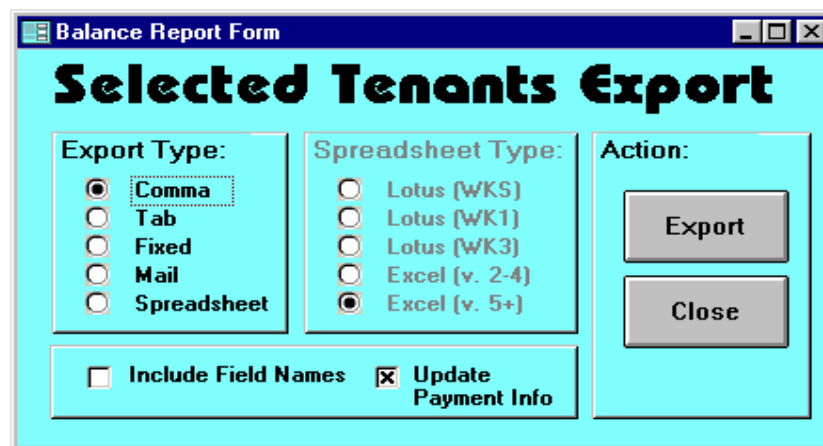 Balance Report Form
Selected Tenants Export
Export Type:
Comma
Tab
Fixed
Mail
Spreadsheet
Spreadsheet Type:
Lotus (WKS)
Lotus (WK1)
Lotus (WK3)
Excel (v. 2-4)
Excel (v. 5+)
Action:
Export
Close
Include Field Names
Update
Payment Info